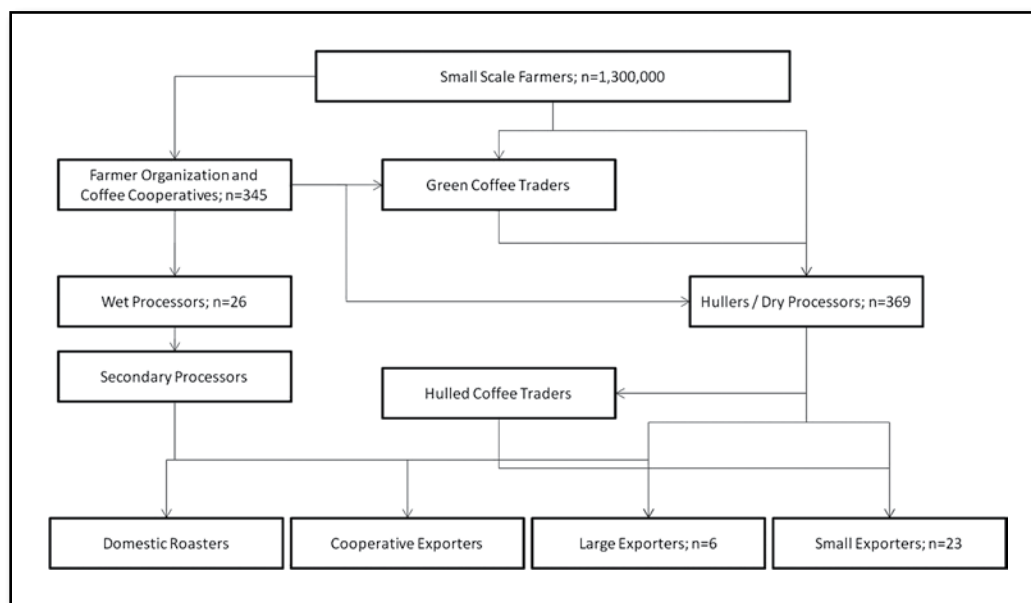 Small Scale Farmers; n=1,300,000
Farmer Organization and
Coffee Cooperatives; n=345
Green Coffee Traders
Wet Processors; n=26
Hullers / Dry Processors; n=369
Secondary Processors
Hulled Coffee Traders
Domestic Roasters
Cooperative Exporters
Large Exporters; n=6
Small Exporters; n=23